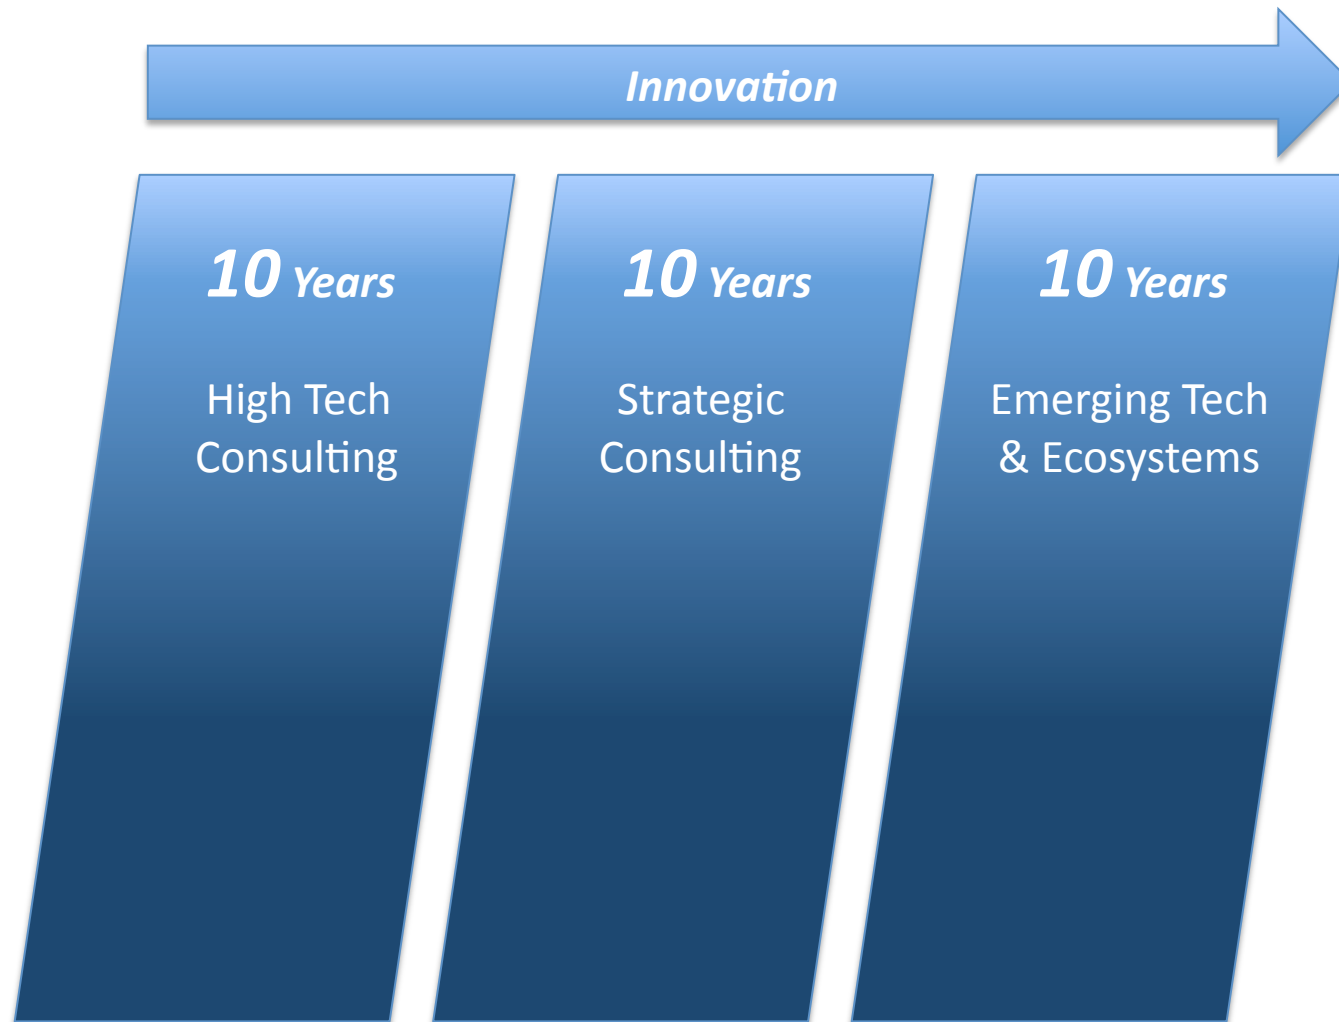 Innovation
10 Years
High Tech
Consulting
10 Years
Strategic
Consulting
10 Years
Emerging Tech
& Ecosystems